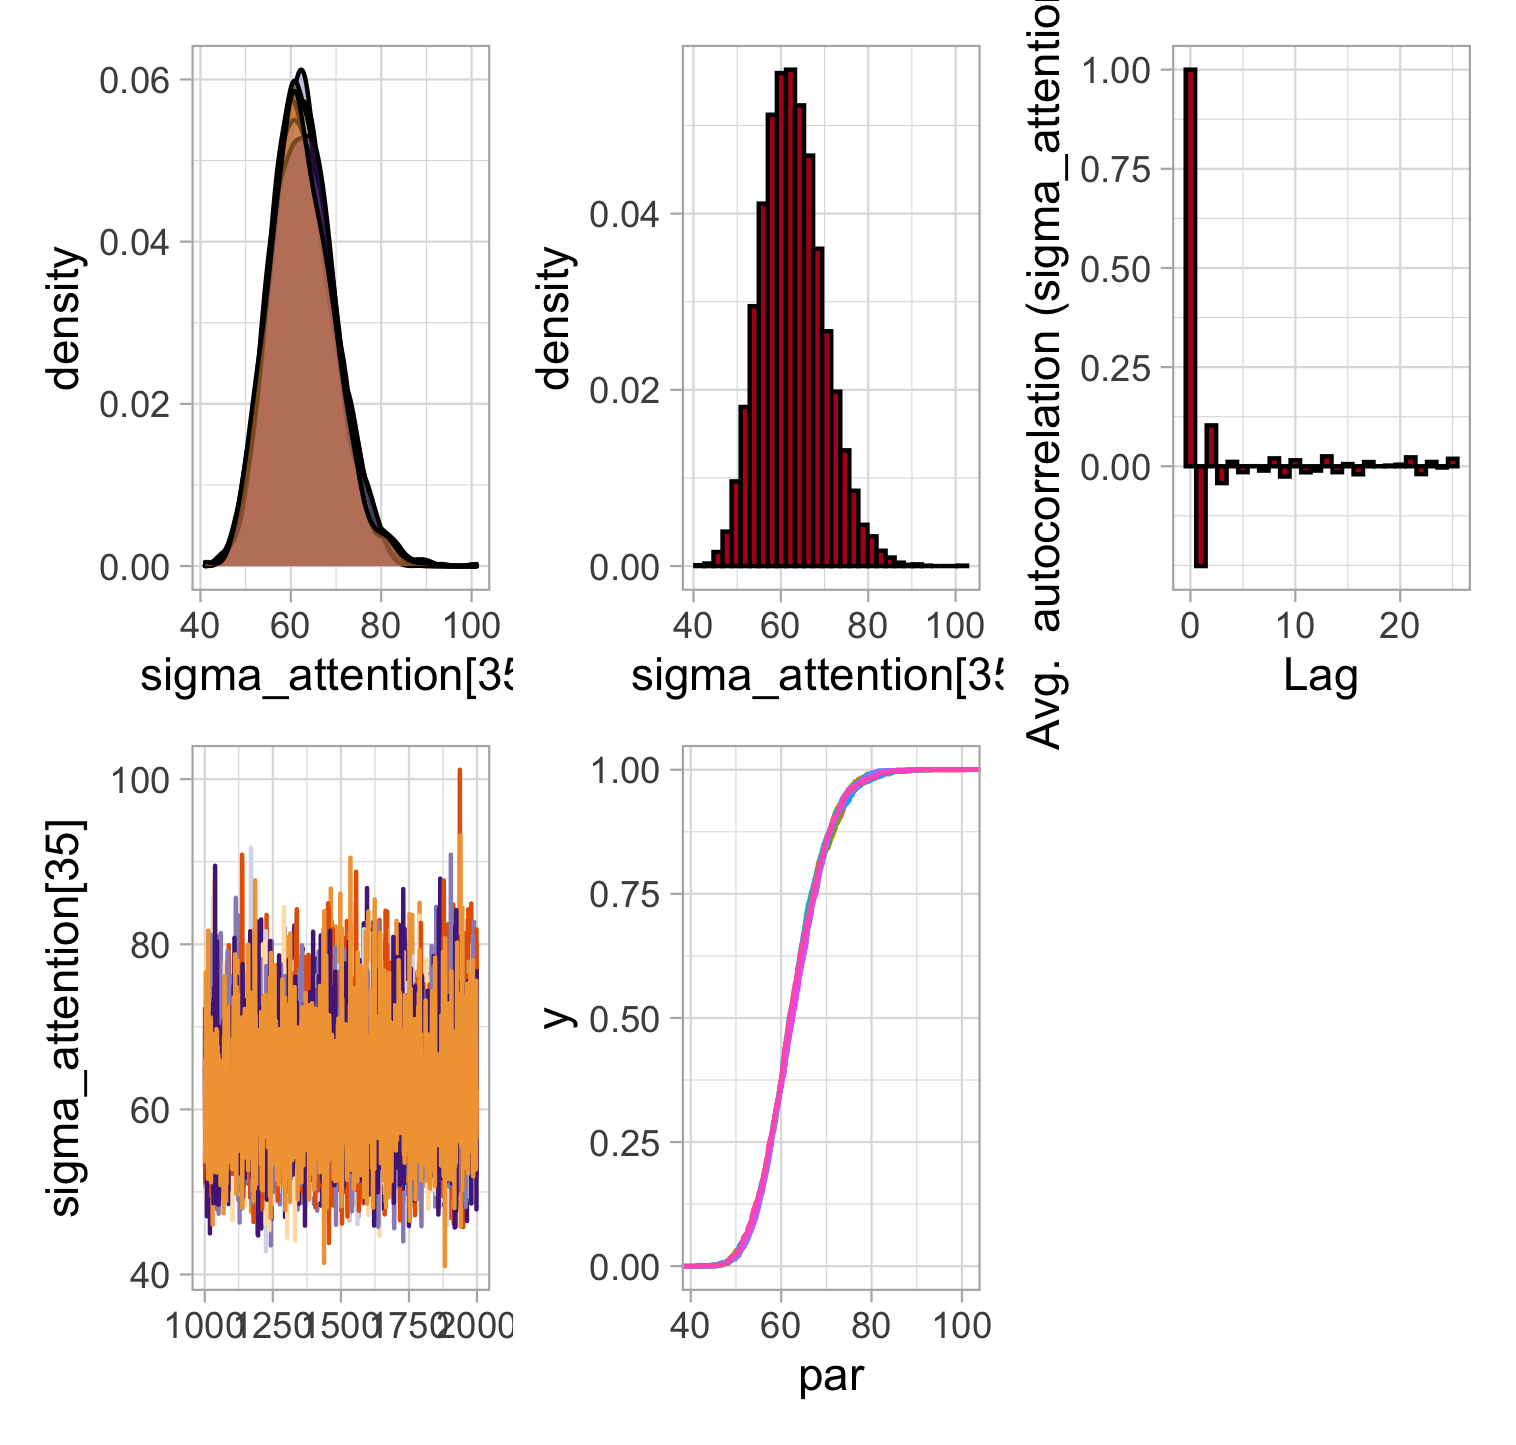 density
0.06
0.04
0.02
0.00
40 60 80 100
sigma_attention[35
density
0.04
0.02
0.00
40 60 80 100
sigma_attention[35
Avg. autocorrelation (sigma_attention
1.00
0.75
0.50
0.25
0.00
0 10 20
Lag
sigma_attention[35]
100
80
60
40
1000 1250 1500 1750 2000
y
1.00
0.75
0.50
0.25
0.00
40 60 80 100
par